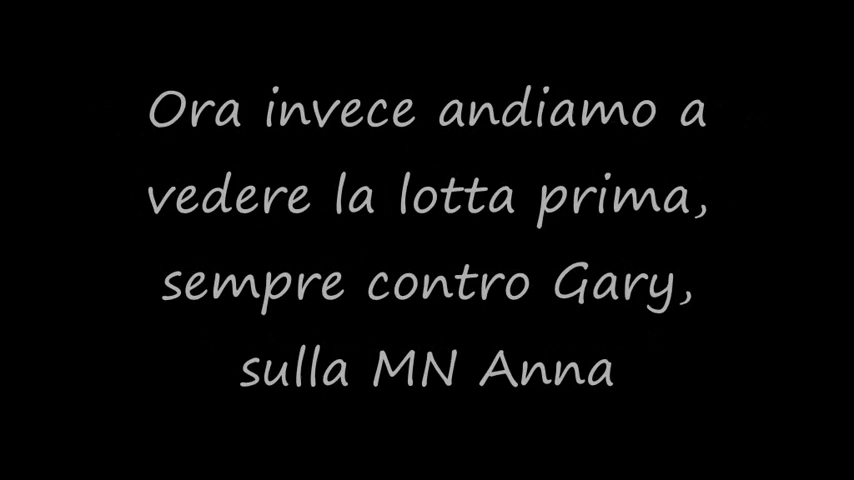 Ora invece andiamo a
vedere la lotta prima,
sempre contro Gary,
sulla MN Anna